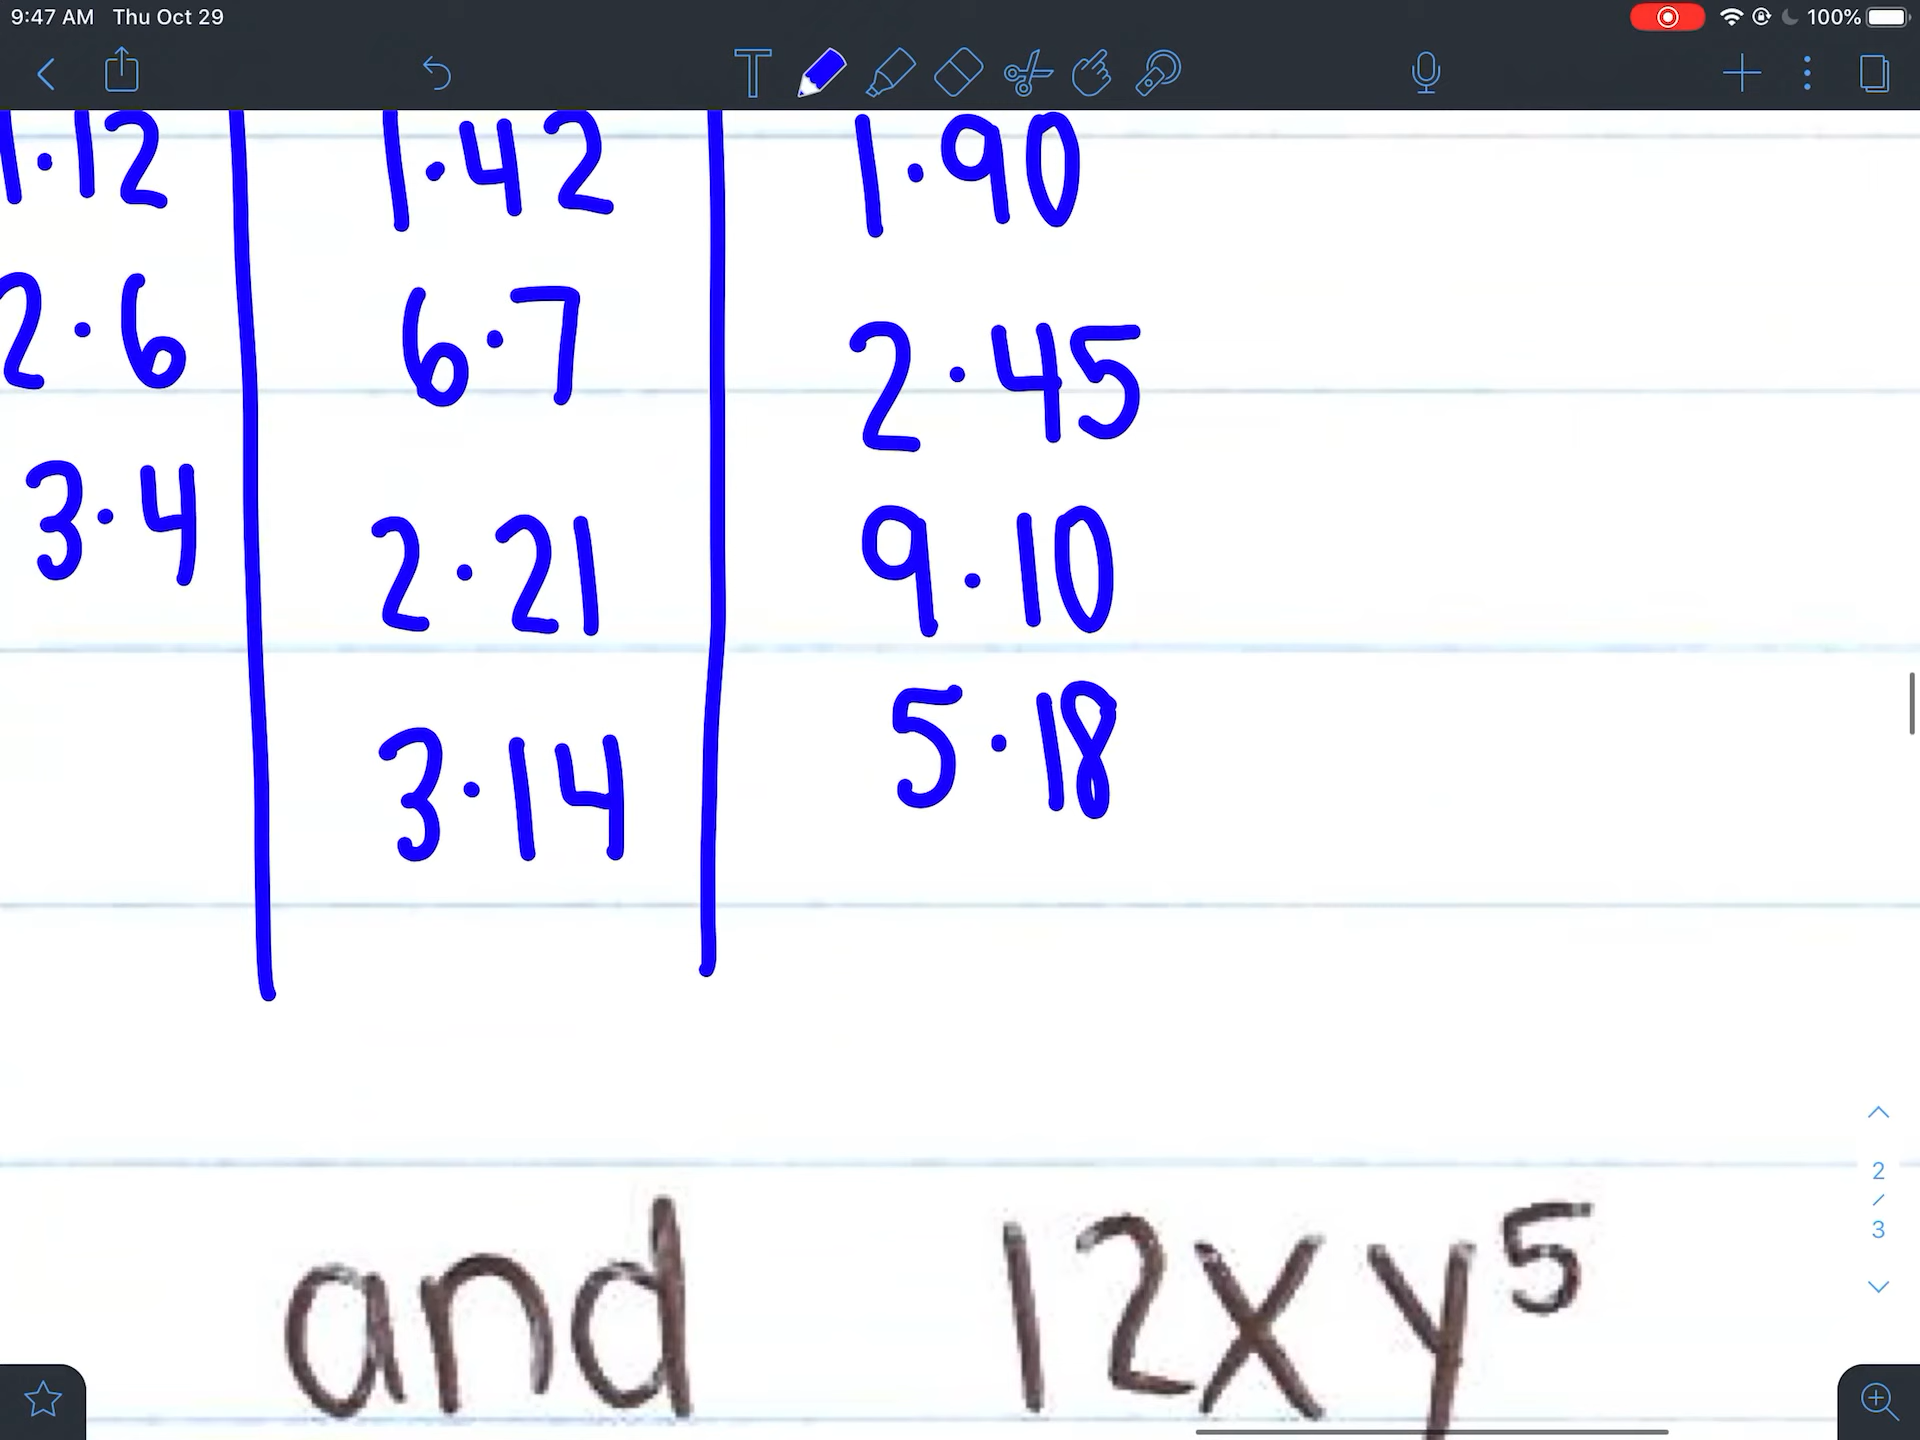 9:47 AM Thu Oct 29 100%
T
1·12 1·42 1·90
2·6 6·7 2·45
3·4 2·21 9·10
3·14 5·18
2
/
3
and 12xy⁵